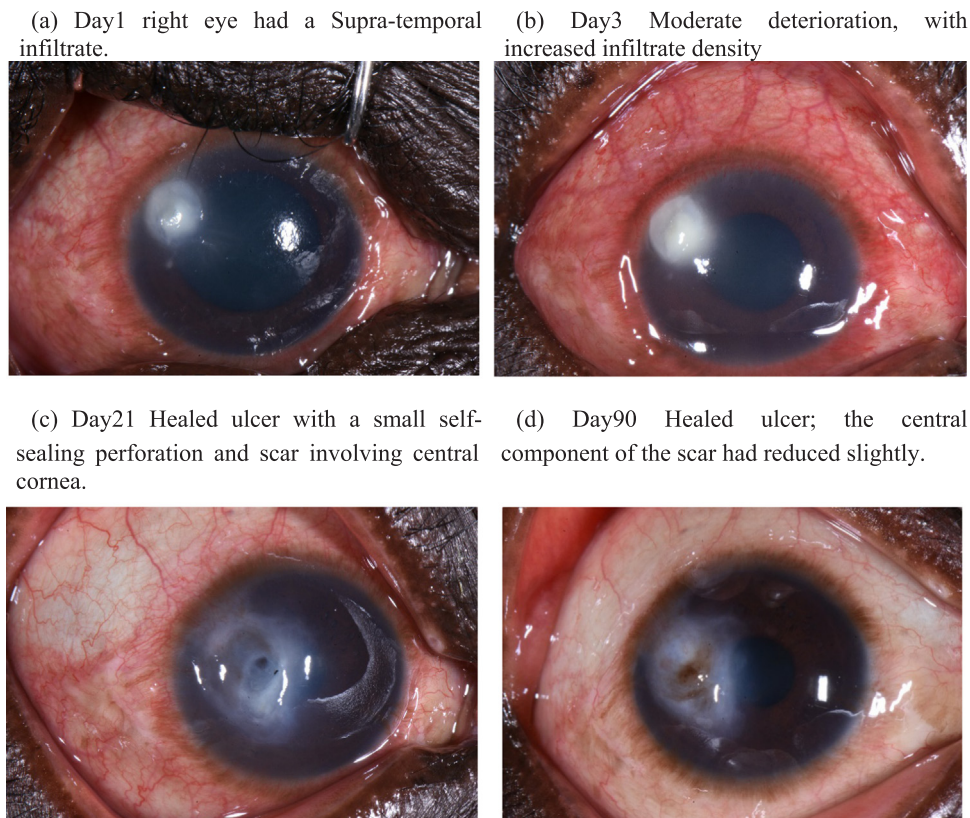 (a) Day1 right eye had a Supra-temporal
infiltrate.
(b) Day3 Moderate deterioration, with
increased infiltrate density
(c) Day21 Healed ulcer with a small self-
sealing perforation and scar involving central
cornea.
(d) Day90 Healed ulcer; the central
component of the scar had reduced slightly.